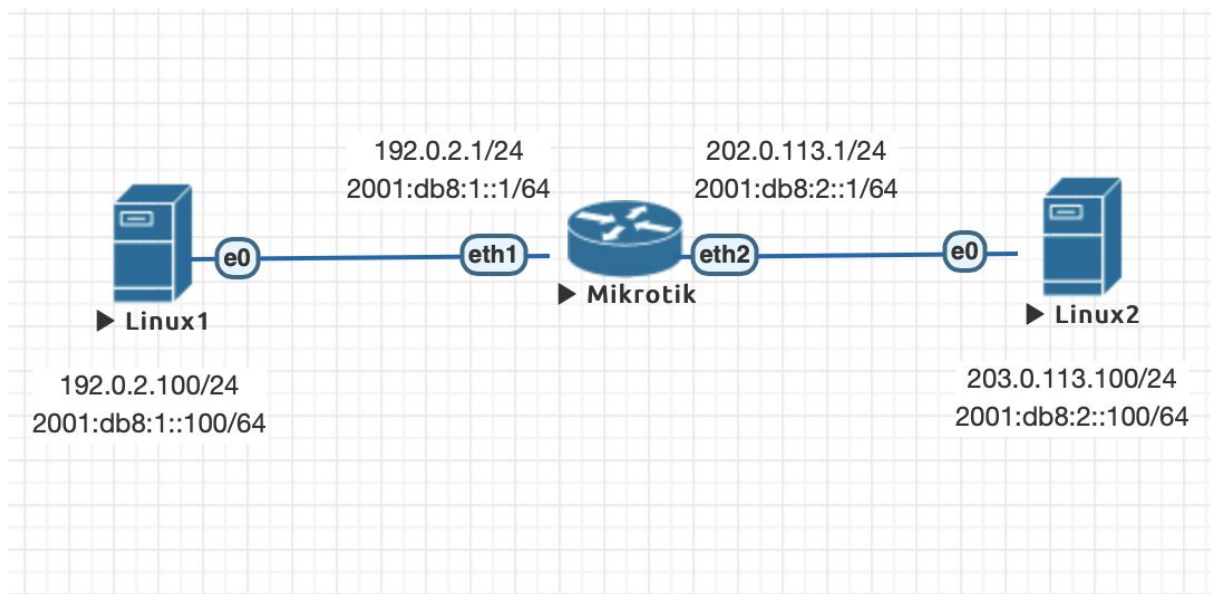 192.0.2.1/24
2001:db8:1::1/64
202.0.113.1/24
2001:db8:2::1/64
e0
eth1
eth2
e0
Mikrotik
Linux1
Linux2
192.0.2.100/24
2001:db8:1::100/64
203.0.113.100/24
2001:db8:2::100/64